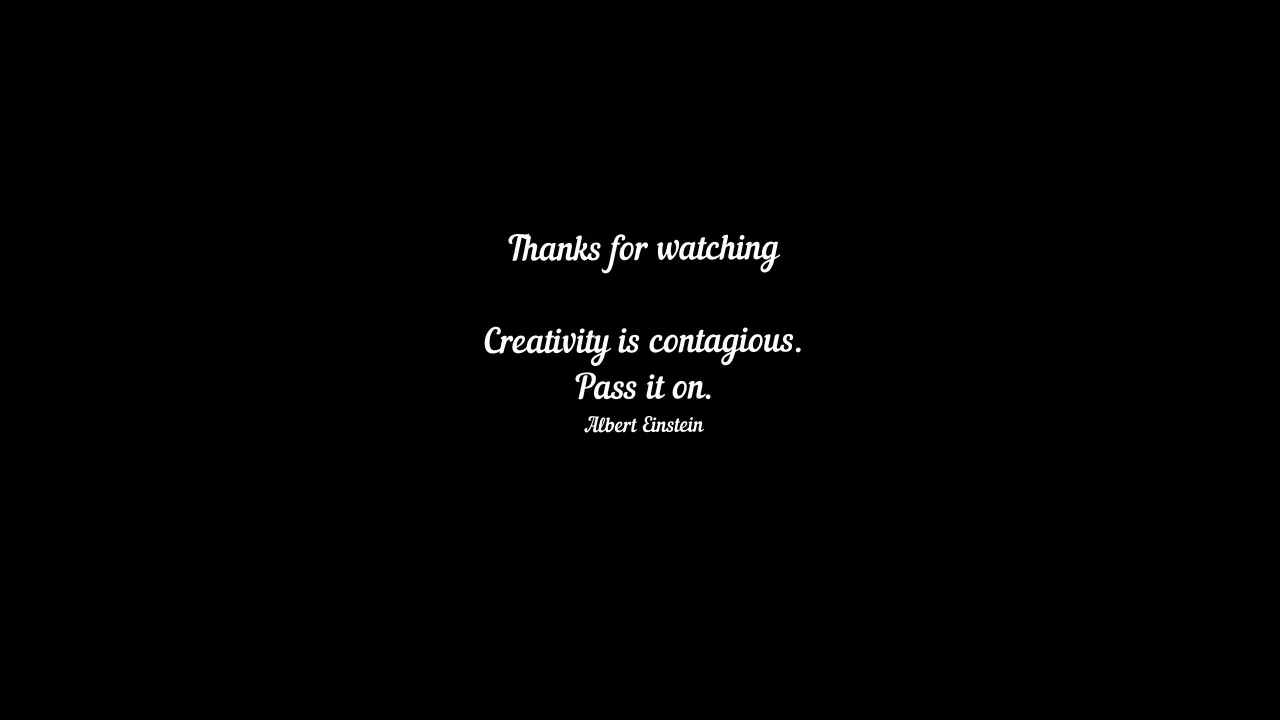 Thanks for watching
Creativity is contagious.
Pass it on.
Albert Einstein